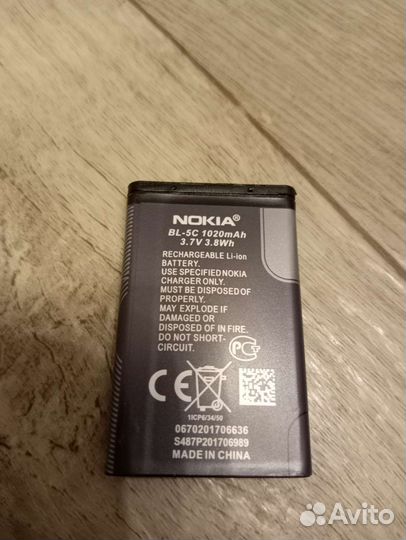 NOKIA®
BL-5C 1020mAh
3.7V 3.8Wh
RECHARGEABLE Li-ion
BATTERY.
USE SPECIFIED NOKIA
CHARGER ONLY.
MUST BE DISPOSED OF
PROPERLY.
MAY EXPLODE IF
DISPOSED OF IN FIRE.
DO NOT SHORT-
CIRCUIT.
РСТ
CE
1ICP6/34/50
0670201706636
S487P201706989
MADE IN CHINA
Avito